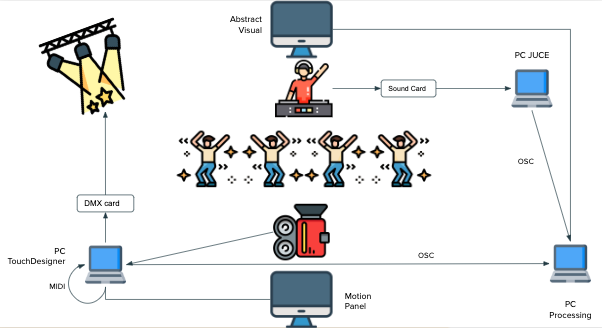 Abstract
Visual
PC JUCE
Sound Card
OSC
DMX card
PC
TouchDesigner
OSC
MIDI
Motion
Panel
PC
Processing